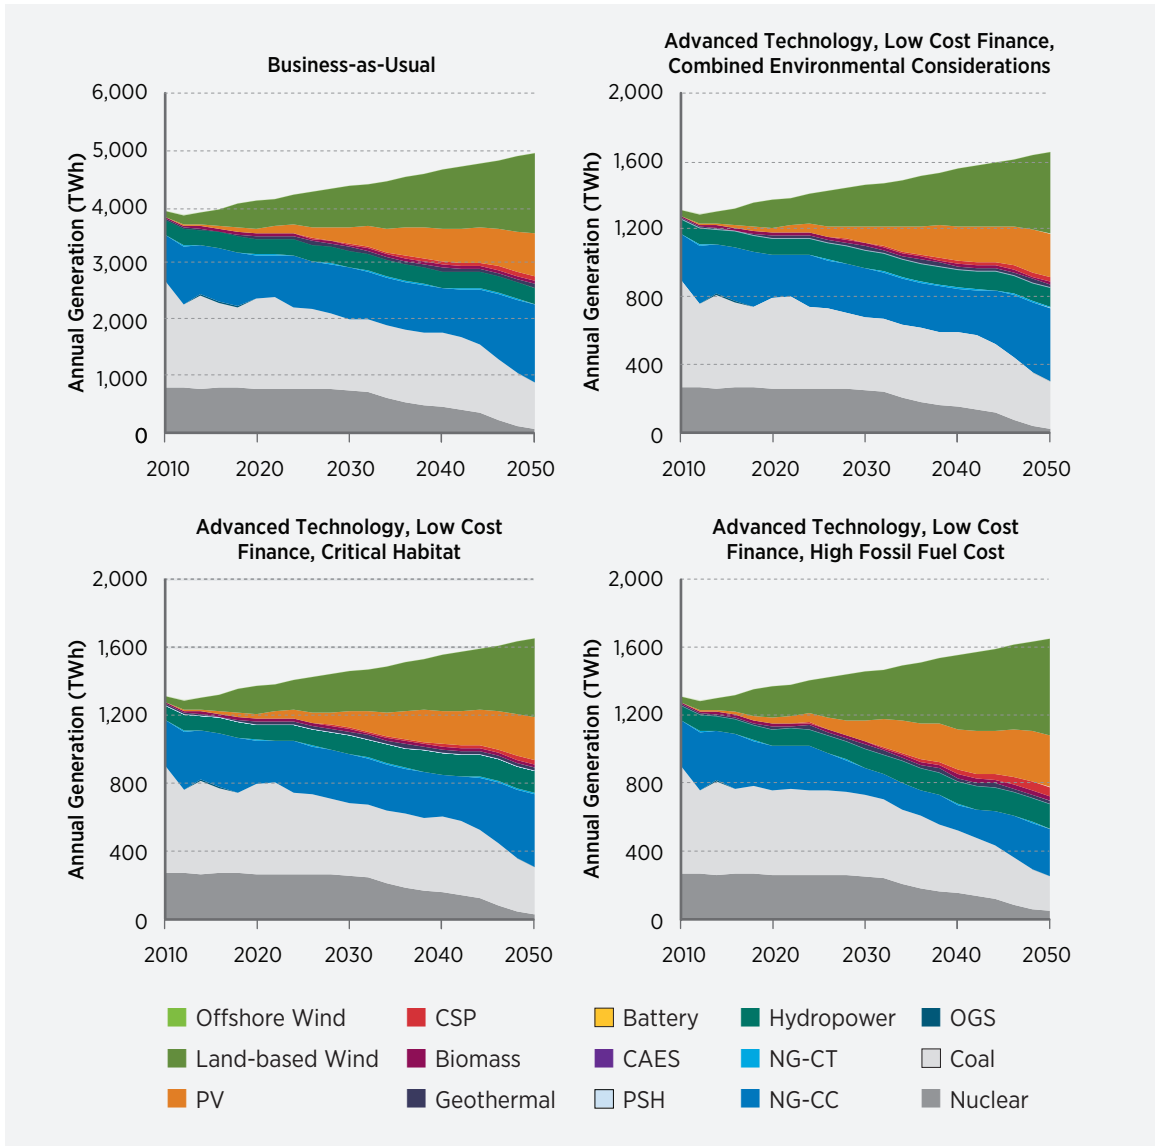 Business-as-Usual
6,000
5,000
4,000
3,000
2,000
1,000
0
Annual Generation (TWh)
2010 2020 2030 2040 2050
Advanced Technology, Low Cost Finance,
Combined Environmental Considerations
2,000
1,600
1,200
800
400
0
Annual Generation (TWh)
2010 2020 2030 2040 2050
Advanced Technology, Low Cost
Finance, Critical Habitat
2,000
1,600
1,200
800
400
0
Annual Generation (TWh)
2010 2020 2030 2040 2050
Advanced Technology, Low Cost
Finance, High Fossil Fuel Cost
2,000
1,600
1,200
800
400
0
Annual Generation (TWh)
2010 2020 2030 2040 2050
Offshore Wind CSP Battery Hydropower OGS
Land-based Wind Biomass CAES NG-CT Coal
PV Geothermal PSH NG-CC Nuclear